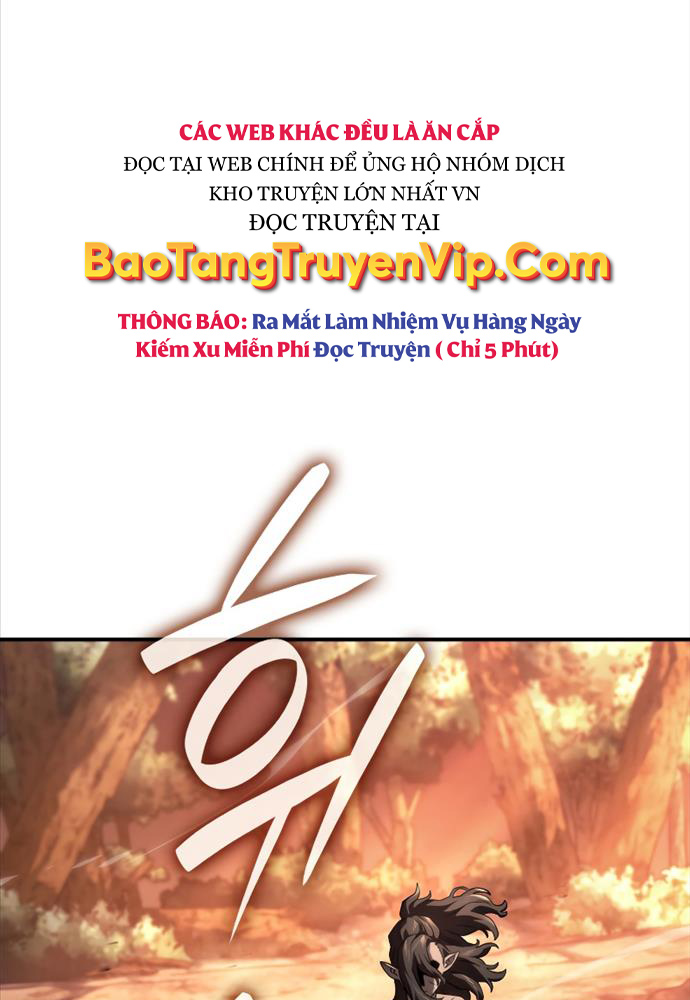 CÁC WEB KHÁC ĐỀU LÀ ĂN CẮP
ĐỌC TẠI WEB CHÍNH ĐỂ ỦNG HỘ NHÓM DỊCH
KHO TRUYỆN LỚN NHẤT VN
ĐỌC TRUYỆN TẠI
BaoTangTruyenVip.Com
THÔNG BÁO: Ra Mắt Làm Nhiệm Vụ Hàng Ngày
Kiếm Xu Miễn Phí Đọc Truyện ( Chỉ 5 Phút)
휘